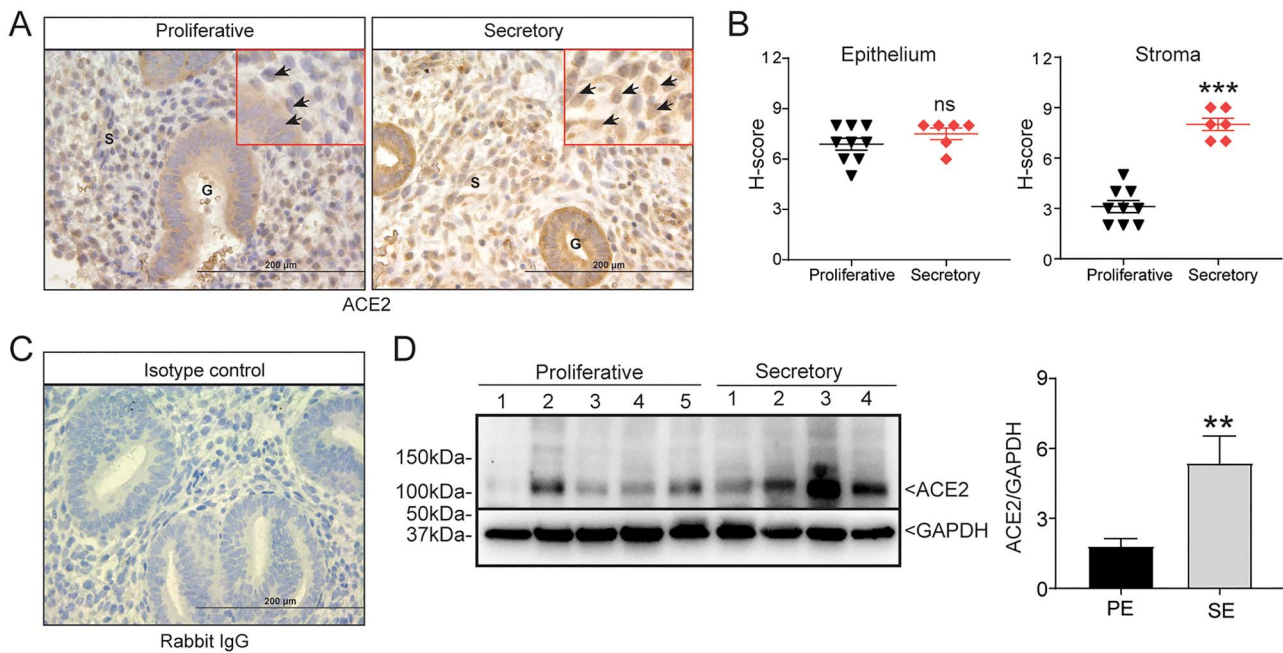 A
Proliferative
Secretory
S
G
200 µm
S
G
200 µm
ACE2
B
Epithelium
Stroma
H-score
12
9
6
3
0
ns
Proliferative
Secretory
H-score
12
9
6
3
0
***
Proliferative
Secretory
C
Isotype control
200 µm
Rabbit IgG
D
Proliferative
Secretory
1 2 3 4 5 1 2 3 4
150kDa-
100kDa-
50kDa-
37kDa-
<ACE2
<GAPDH
ACE2/GAPDH
9
6
3
0
**
PE
SE